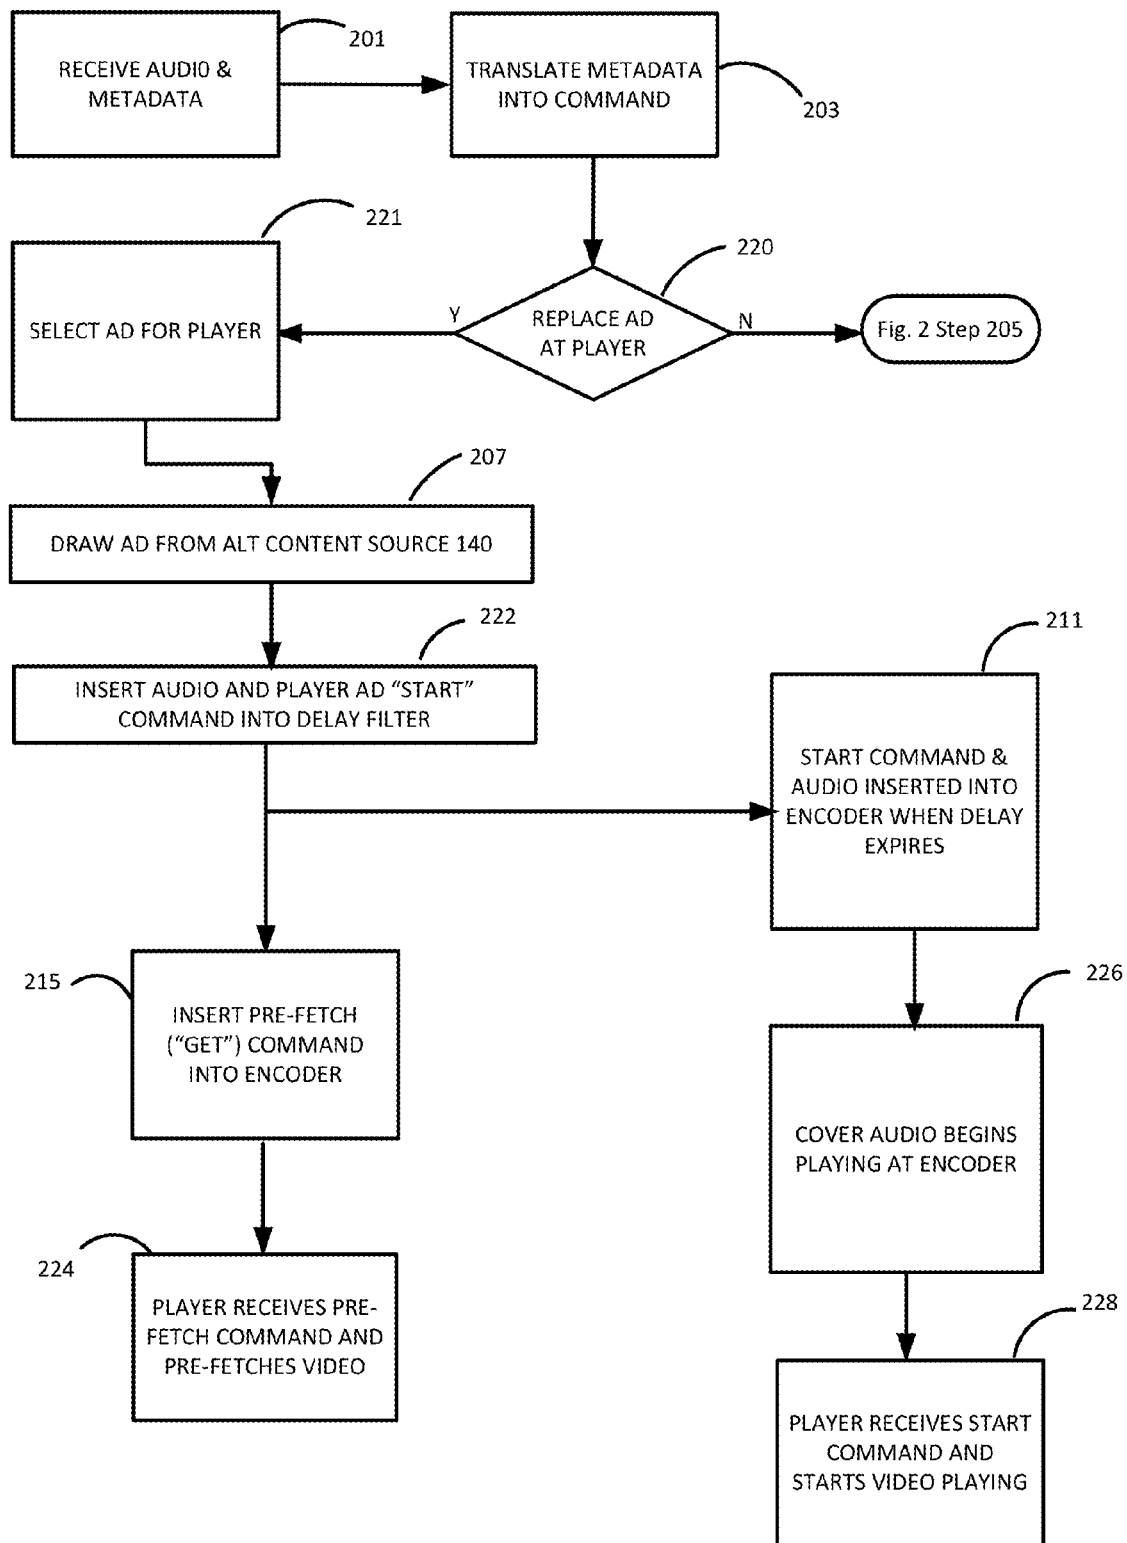 RECEIVE AUDI0 &
METADATA
201
TRANSLATE METADATA
INTO COMMAND
203
221
SELECT AD FOR PLAYER
Y
REPLACE AD
AT PLAYER
220
N
Fig. 2 Step 205
207
DRAW AD FROM ALT CONTENT SOURCE 140
222
INSERT AUDIO AND PLAYER AD “START”
COMMAND INTO DELAY FILTER
211
START COMMAND &
AUDIO INSERTED INTO
ENCODER WHEN DELAY
EXPIRES
215
INSERT PRE-FETCH
(“GET”) COMMAND
INTO ENCODER
226
COVER AUDIO BEGINS
PLAYING AT ENCODER
224
PLAYER RECEIVES PRE-
FETCH COMMAND AND
PRE-FETCHES VIDEO
228
PLAYER RECEIVES START
COMMAND AND
STARTS VIDEO PLAYING